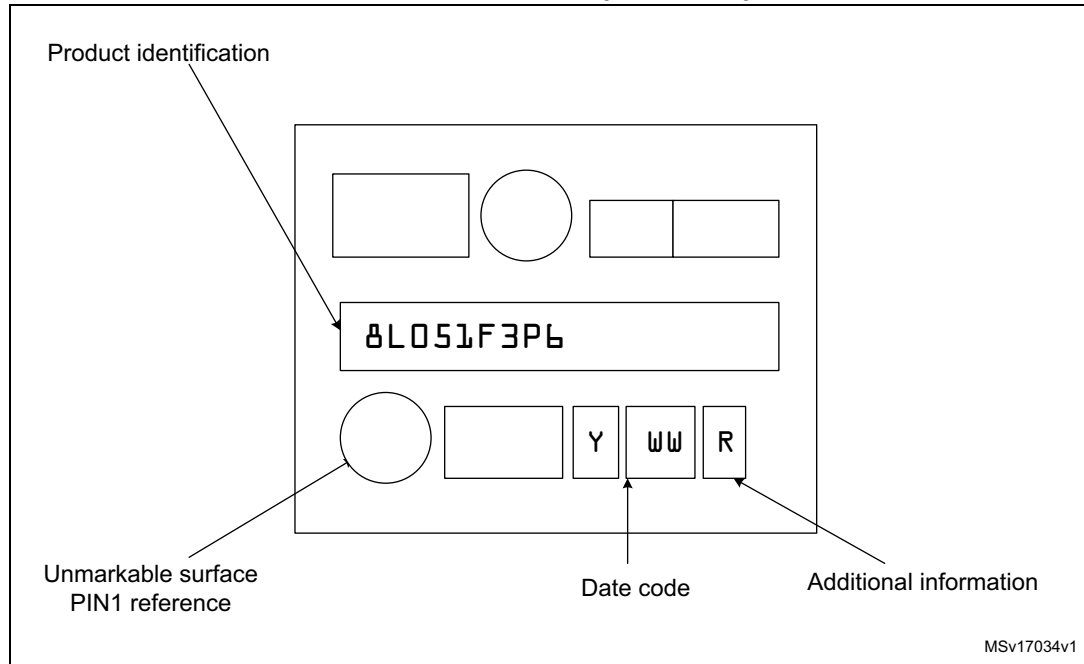 Product identification
8L051F3P6
Y WW R
Unmarkable surface
PIN1 reference
Date code
Additional information
MSv17034v1